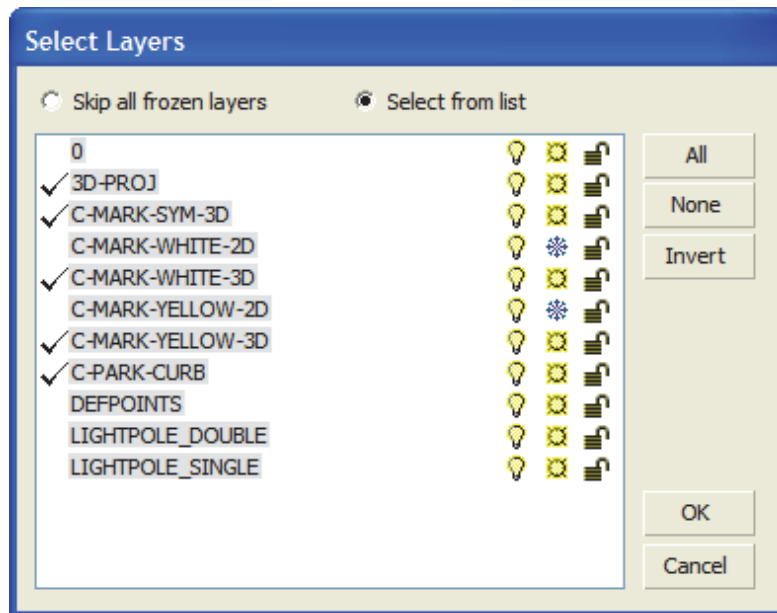 Select Layers
Skip all frozen layers Select from list
0
3D-PROJ
C-MARK-SYM-3D
C-MARK-WHITE-2D
C-MARK-WHITE-3D
C-MARK-YELLOW-2D
C-MARK-YELLOW-3D
C-PARK-CURB
DEFPOINTS
LIGHTPOLE_DOUBLE
LIGHTPOLE_SINGLE
All
None
Invert
OK
Cancel